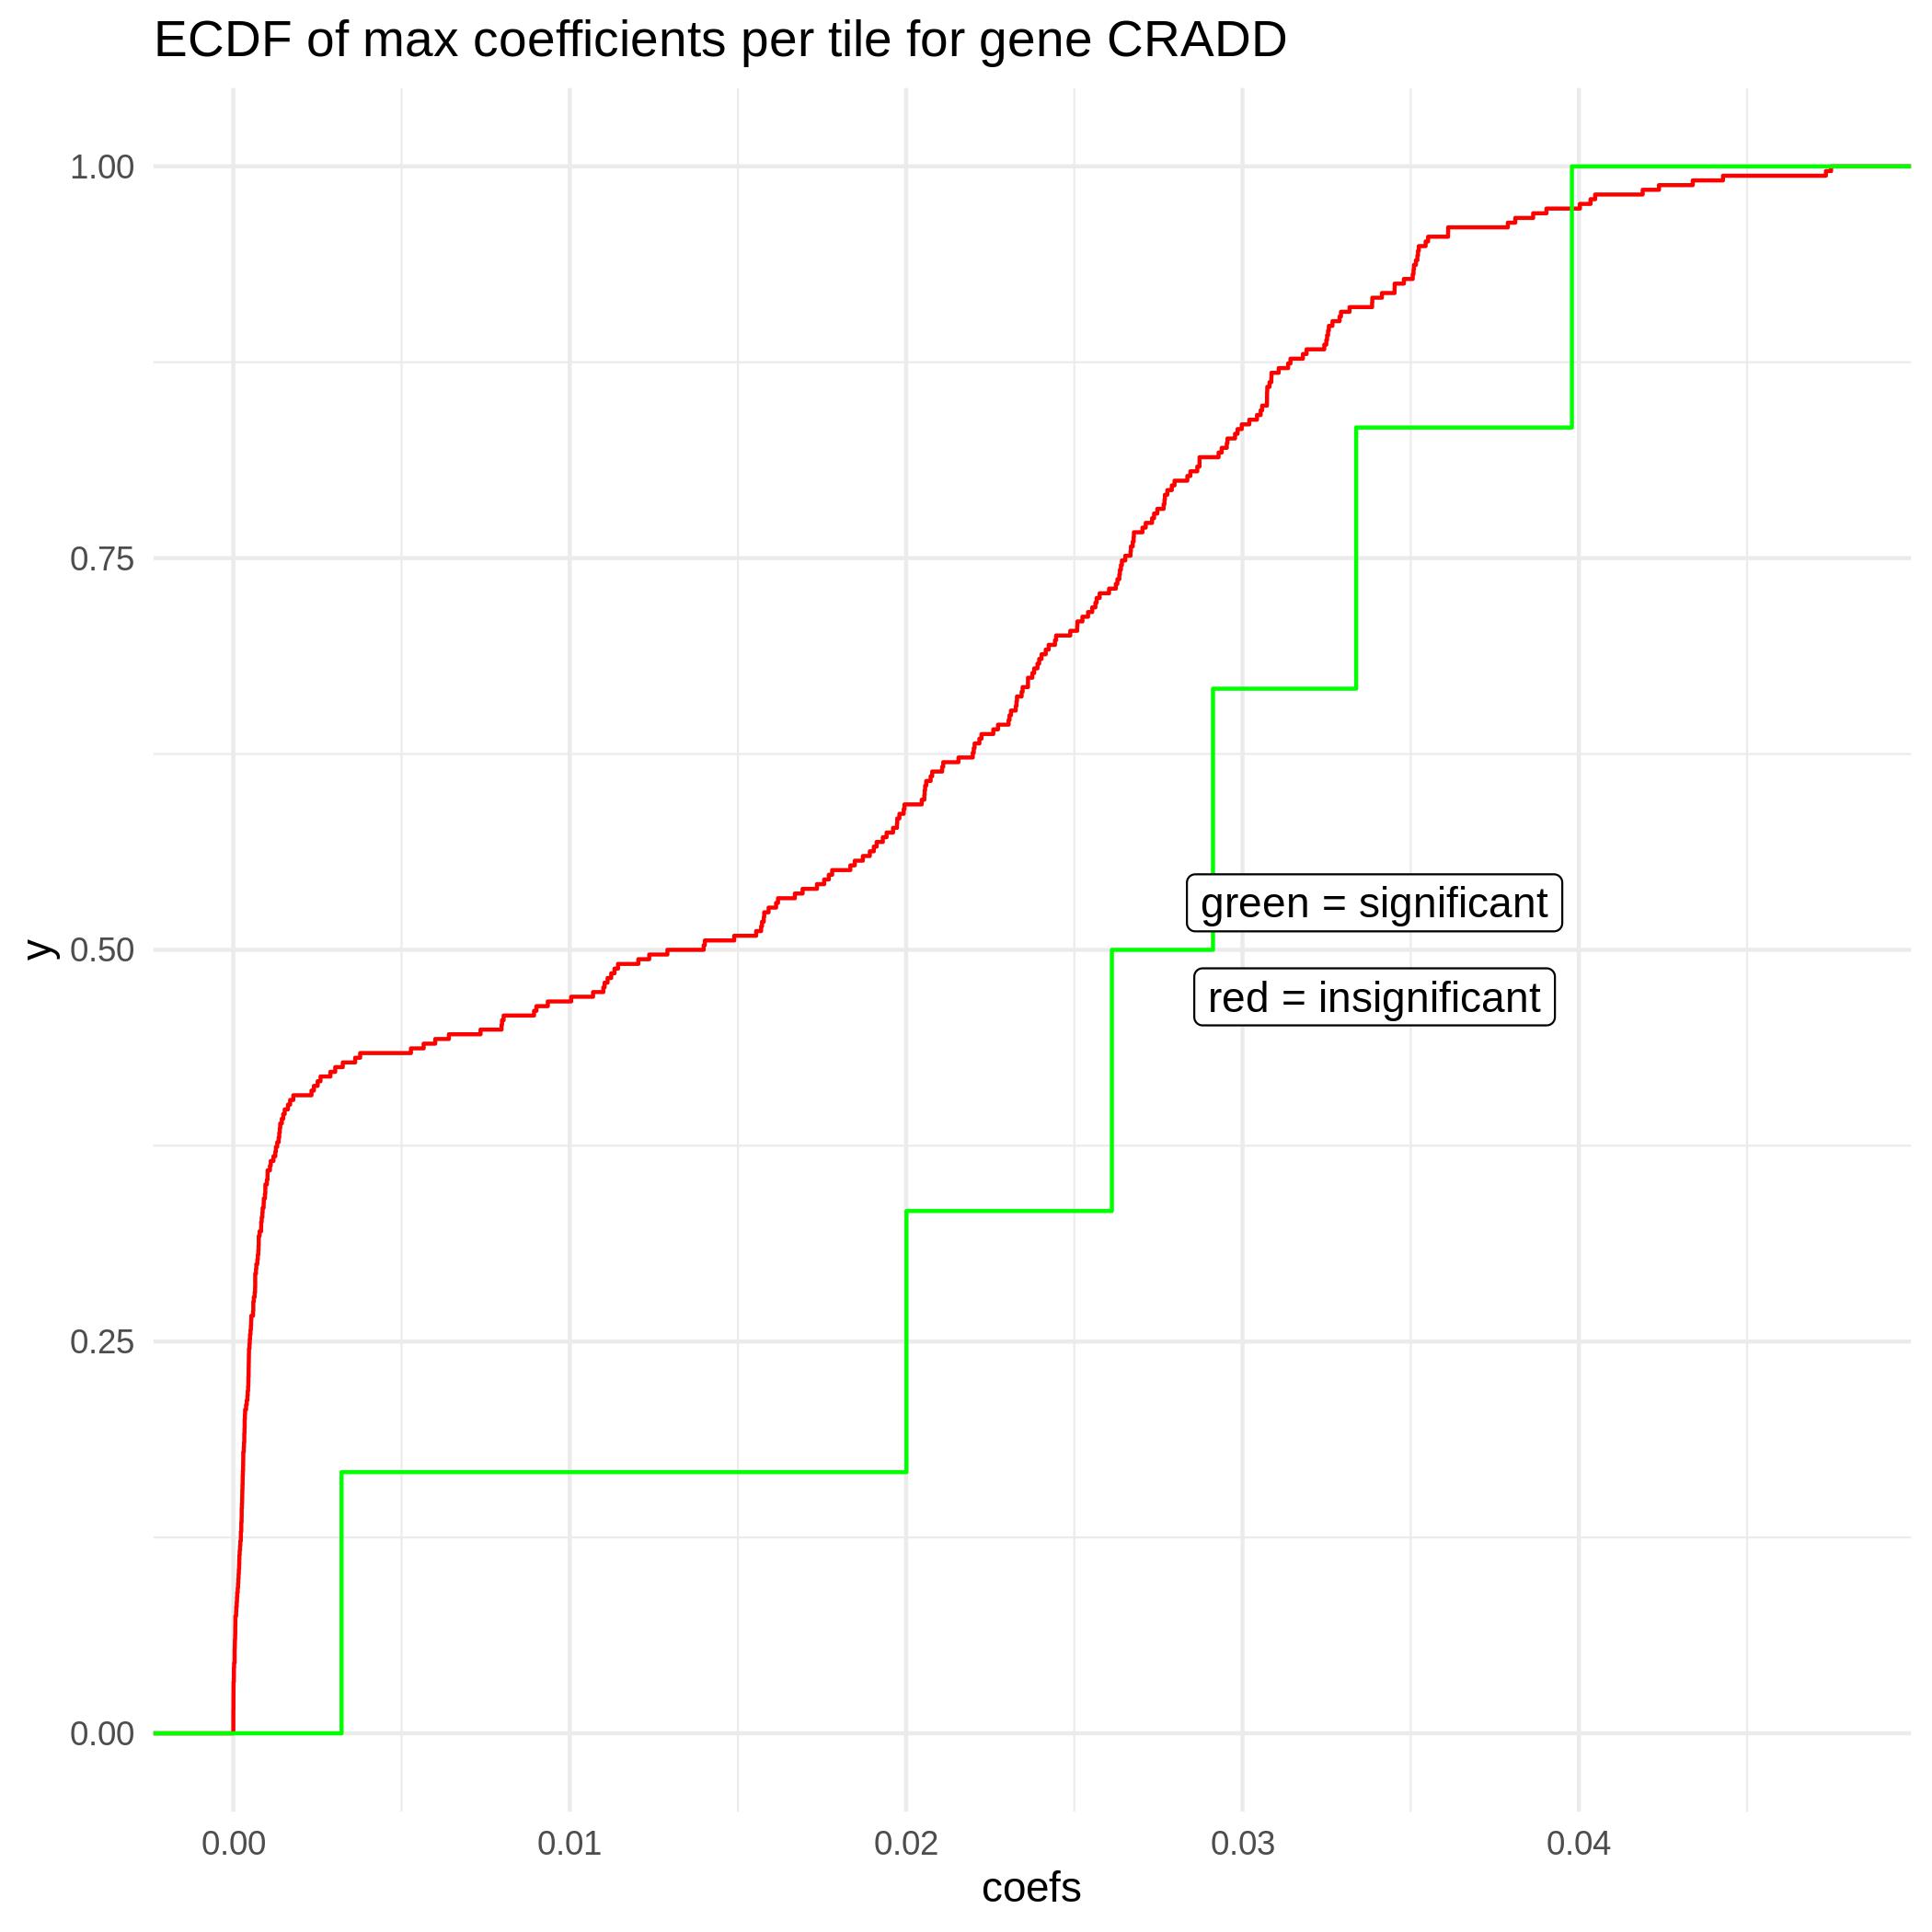 ECDF of max coefficients per tile for gene CRADD
1.00
0.75
0.50
0.25
0.00
y
green = significant
red = insignificant
0.00 0.01 0.02 0.03 0.04
coefs